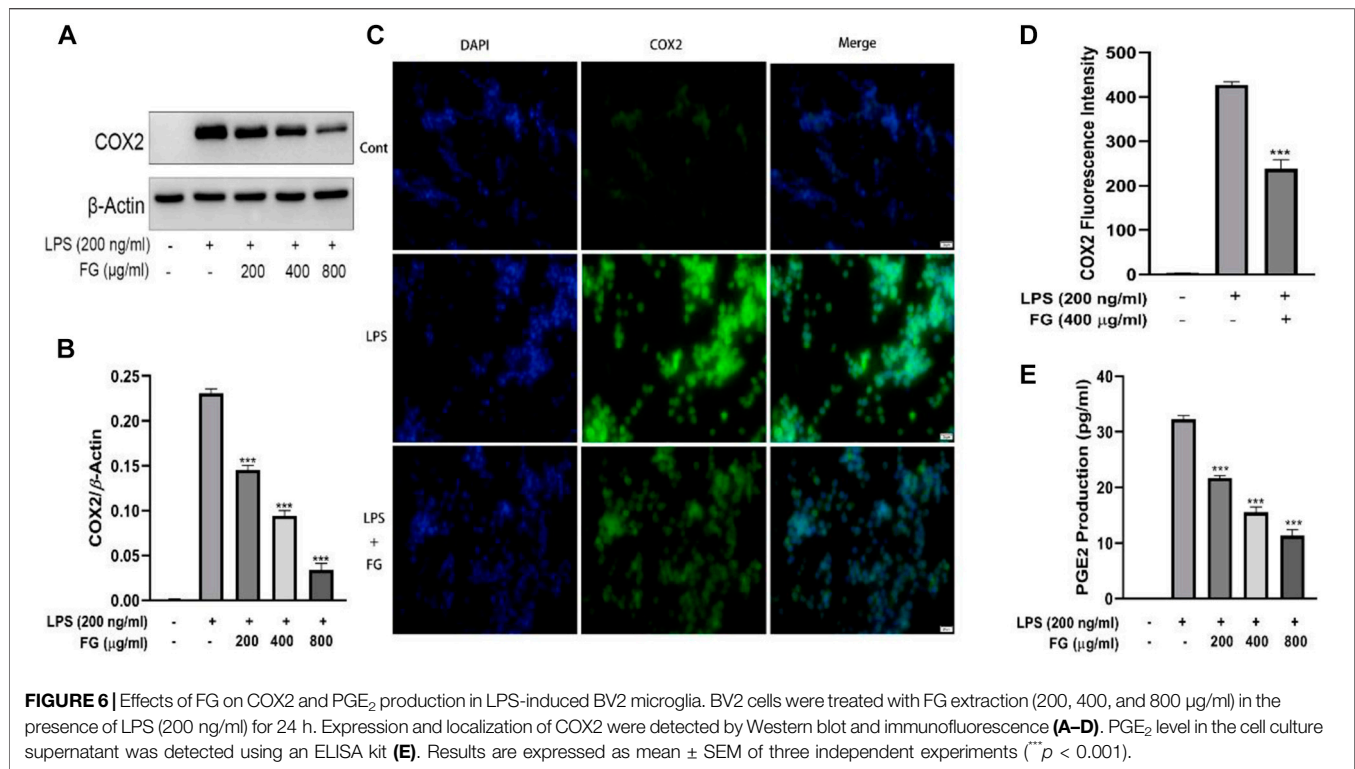 A
COX2
β-Actin
LPS (200 ng/ml) - + + + +
FG (µg/ml) - - 200 400 800
B
COX2/β-Actin
0.25
0.20
0.15
0.10
0.05
0.00
***
***
***
LPS (200 ng/ml) - + + + +
FG (µg/ml) - - 200 400 800
C
DAPI COX2 Merge
Cont
LPS
LPS
+
FG
D
COX2 Fluorescence Intensity
500
400
300
200
100
0
***
LPS (200 ng/ml) - + +
FG (400 µg/ml) - - +
E
PGE2 Production (pg/ml)
40
30
20
10
0
***
***
***
LPS (200 ng/ml) - + + + +
FG (µg/ml) - - 200 400 800
FIGURE 6 | Effects of FG on COX2 and PGE₂ production in LPS-induced BV2 microglia. BV2 cells were treated with FG extraction (200, 400, and 800 µg/ml) in the
presence of LPS (200 ng/ml) for 24 h. Expression and localization of COX2 were detected by Western blot and immunofluorescence (A–D). PGE₂ level in the cell culture
supernatant was detected using an ELISA kit (E). Results are expressed as mean ± SEM of three independent experiments (***p < 0.001).